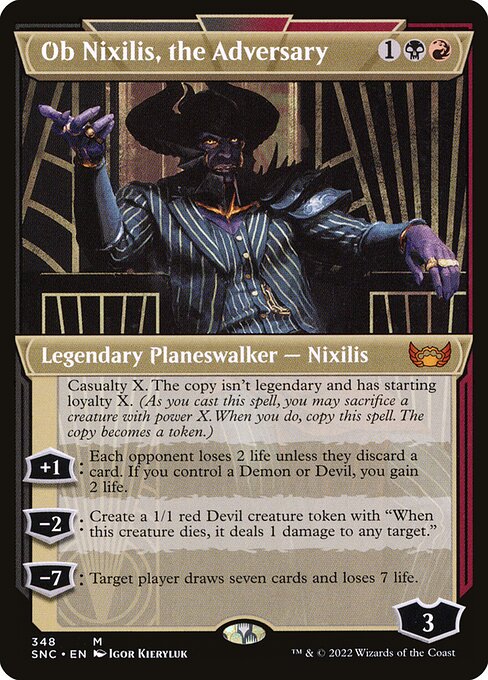 Ob Nixilis, the Adversary 1
Legendary Planeswalker — Nixilis
Casualty X. The copy isn't legendary and has starting
loyalty X. (As you cast this spell, you may sacrifice a
creature with power X. When you do, copy this spell. The
copy becomes a token.)
+1: Each opponent loses 2 life unless they discard a
card. If you control a Demon or Devil, you gain
2 life.
−2: Create a 1/1 red Devil creature token with “When
this creature dies, it deals 1 damage to any target.”
−7: Target player draws seven cards and loses 7 life.
3
348 M
SNC • EN Igor Kieryluk
™ & © 2022 Wizards of the Coast